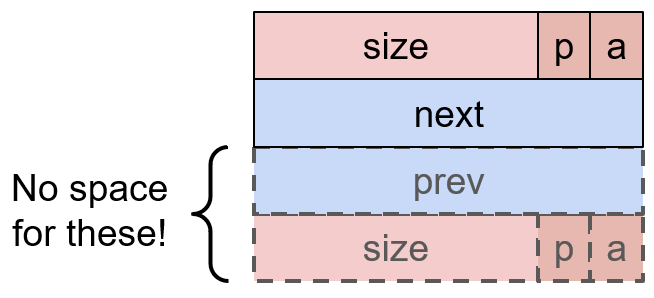 size p a
next
No space
for these!
prev
size p a